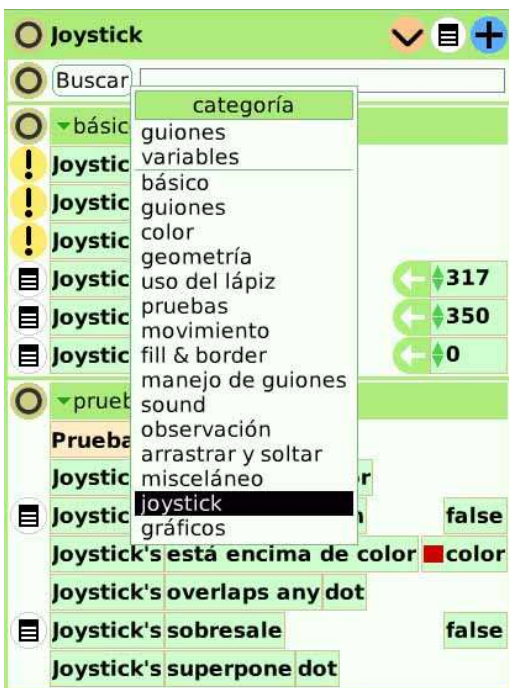 Joystick
Buscar
categoría
guiones
variables
básico
guiones
color
geometría
uso del lápiz
pruebas
movimiento
fill & border
manejo de guiones
sound
observación
arrastrar y soltar
misceláneo
joystick
gráficos
básic
Joystic
Joystic
Joystic
Joystic 317
Joystic 350
Joystic 0
prueb
Prueba
Joystic r
Joystic false
Joystick's está encima de color color
Joystick's overlaps any dot
Joystick's sobresale false
Joystick's superpone dot